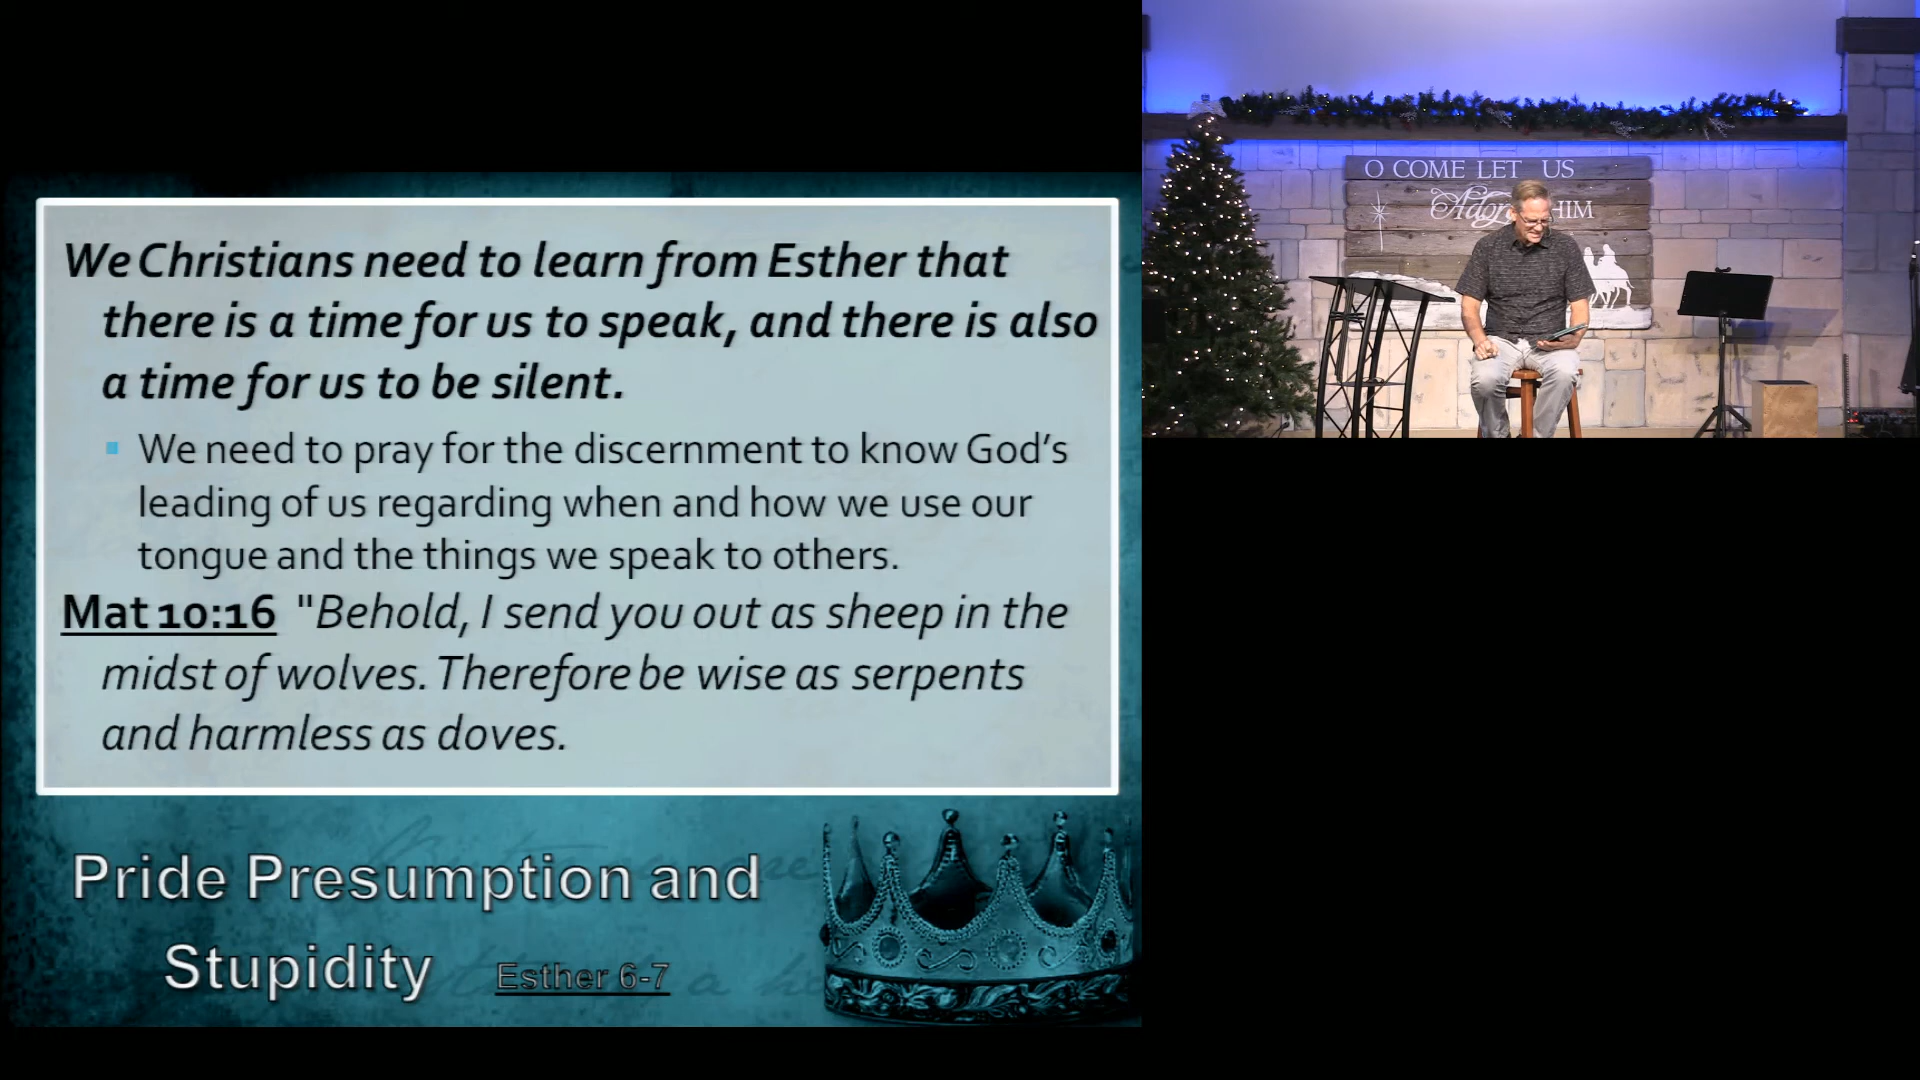 We Christians need to learn from Esther that
there is a time for us to speak, and there is also
a time for us to be silent.
We need to pray for the discernment to know God's
leading of us regarding when and how we use our
tongue and the things we speak to others.
Mat 10:16 "Behold, I send you out as sheep in the
midst of wolves. Therefore be wise as serpents
and harmless as doves.
Pride Presumption and
Stupidity Esther 6-7
O COME LET US
HIM